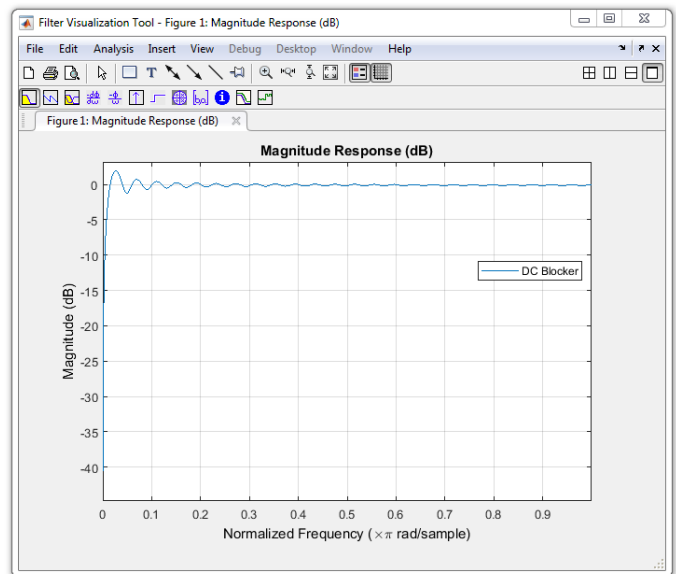 Filter Visualization Tool - Figure 1: Magnitude Response (dB)
File Edit Analysis Insert View Debug Desktop Window Help
Figure 1: Magnitude Response (dB)
Magnitude Response (dB)
0
-5
-10
-15
-20
-25
-30
-35
-40
Magnitude (dB)
DC Blocker
0 0.1 0.2 0.3 0.4 0.5 0.6 0.7 0.8 0.9
Normalized Frequency (×π rad/sample)